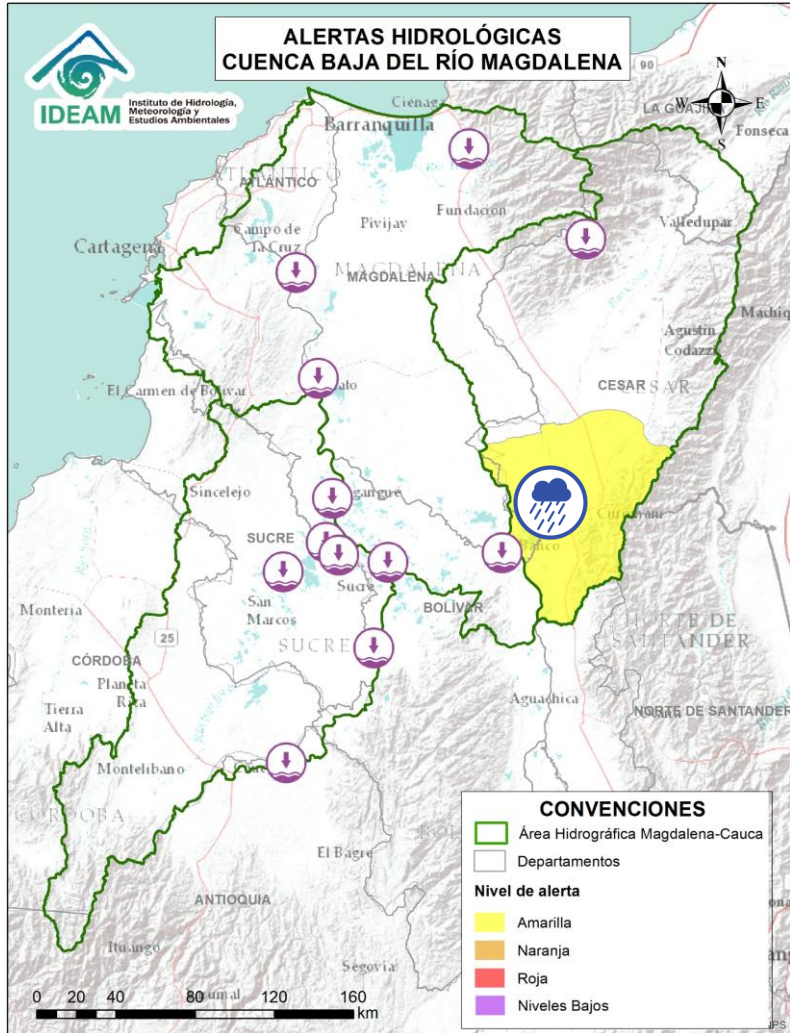 ALERTAS HIDROLÓGICAS
CUENCA BAJA DEL RÍO MAGDALENA
IDEAM
Instituto de Hidrología,
Meteorología y
Estudios Ambientales
90
N
W
E
S
Ciénaga
LA GUAJIRA
Barranquilla
Fonseca
ATLÁNTICO
ATLÁNTICO
Pivijay
Fundación
Valledupar
Cartagena
Campo de
la Cruz
MAGDALENA
MAGDALENA
Agustín
Codazzi
CESAR
CESAR
El Carmen de Bolívar
Sincelejo
SUCRE
Banco
Sucre
San
Marcos
BOLÍVAR
Montería
25
SUCRE
NORTE DE
SANTANDER
CÓRDOBA
Planeta
Rica
Tierra
Alta
Aguachica
NORTE DE SANTANDER
Montelíbano
CÓRDOBA
El Bagre
ANTIOQUIA
Ituango
Segovia
CONVENCIONES
Área Hidrográfica Magdalena-Cauca
Departamentos
Nivel de alerta
Amarilla
Naranja
Roja
Niveles Bajos
0 20 40 80 120 160
km